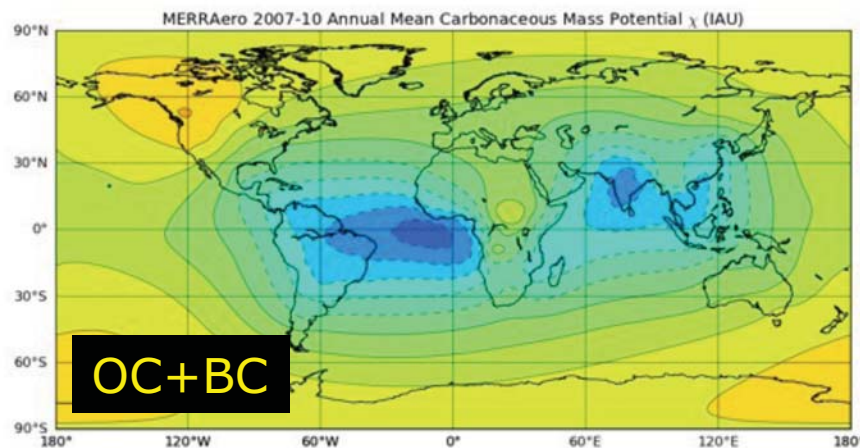 MERRAero 2007-10 Annual Mean Carbonaceous Mass Potential χ (IAU)
90°N
60°N
30°N
0°
30°S
60°S
90°S
OC+BC
180° 120°W 60°W 0° 60°E 120°E 180°